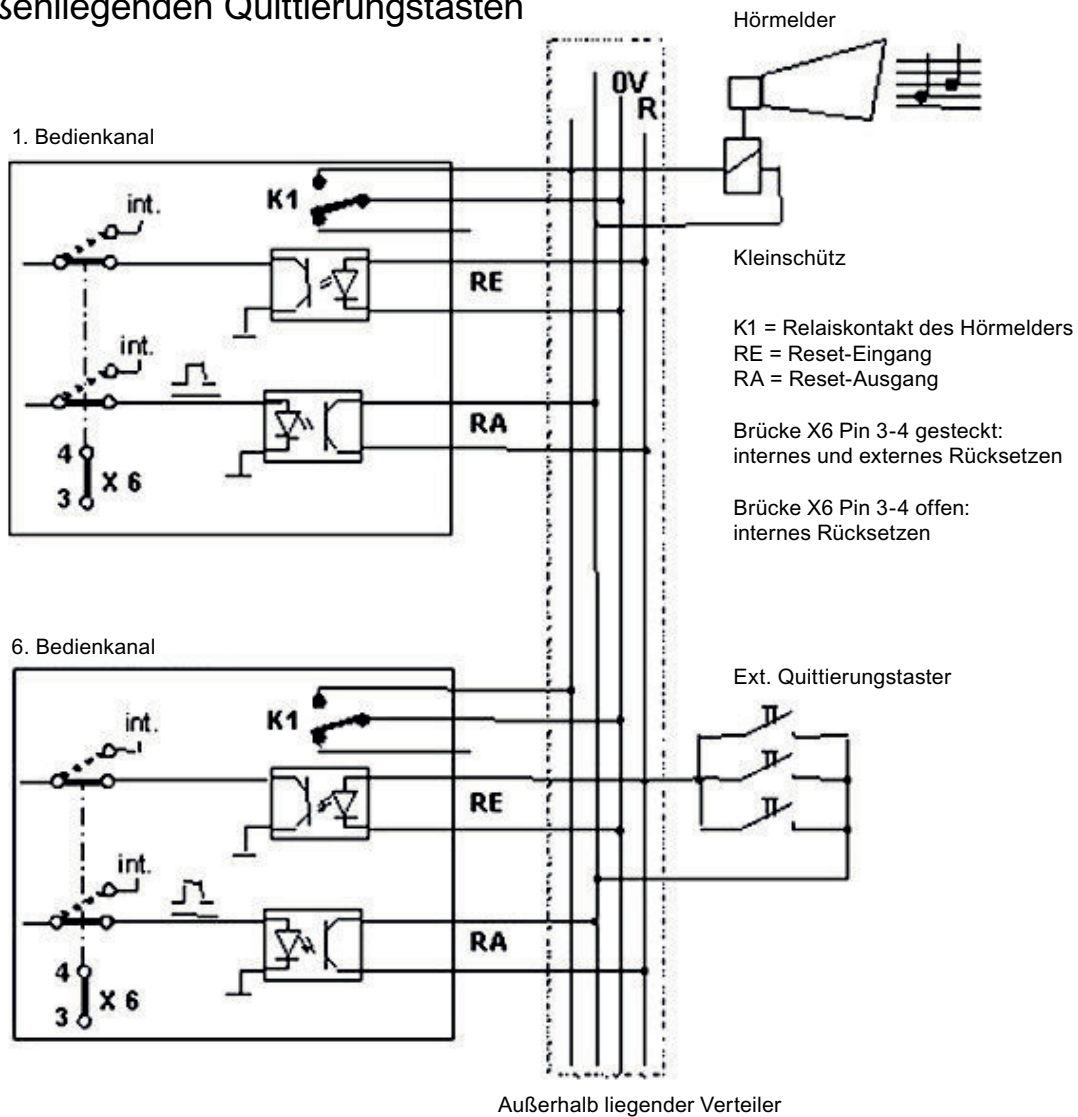 ßenliegenden Quittierungstasten
Hörmelder
0V
R
1. Bedienkanal
K1
int.
RE
int.
RA
4
3
X 6
Kleinschütz
K1 = Relaiskontakt des Hörmelders
RE = Reset-Eingang
RA = Reset-Ausgang
Brücke X6 Pin 3-4 gesteckt:
internes und externes Rücksetzen
Brücke X6 Pin 3-4 offen:
internes Rücksetzen
6. Bedienkanal
K1
int.
RE
int.
RA
4
3
X 6
Ext. Quittierungstaster
Außerhalb liegender Verteiler